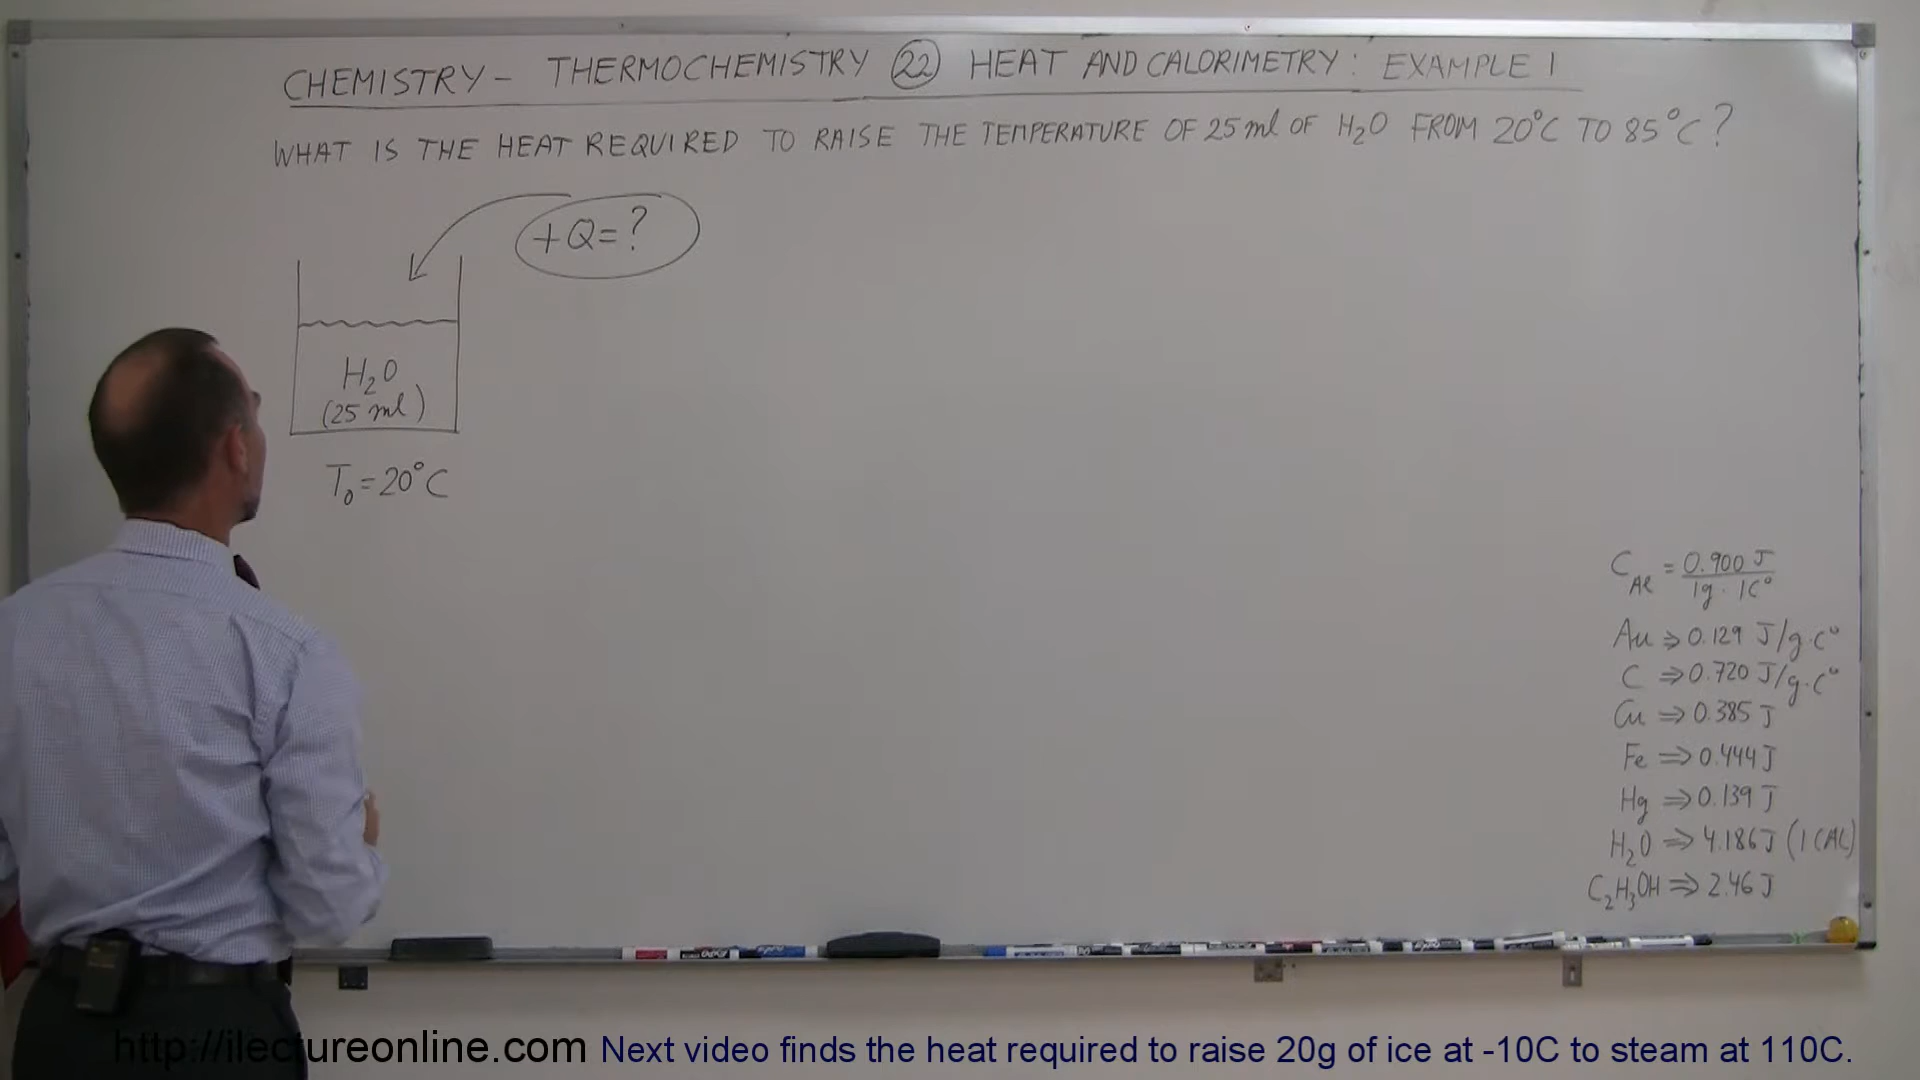 CHEMISTRY - THERMOCHEMISTRY 22 HEAT AND CALORIMETRY: EXAMPLE 1
WHAT IS THE HEAT REQUIRED TO RAISE THE TEMPERATURE OF 25 ml OF H₂O FROM 20°C TO 85°C?
+Q=?
H₂O
(25 ml)
T₀=20°C
C_Al = 0.900 J / 1g · 1C°
Au ⇒ 0.129 J/g·C°
C ⇒ 0.720 J/g·C°
Cu ⇒ 0.385 J
Fe ⇒ 0.444 J
Hg ⇒ 0.139 J
H₂O ⇒ 4.186 J (1 CAL)
C₂H₃OH ⇒ 2.46 J
http://ilectureonline.com Next video finds the heat required to raise 20g of ice at -10C to steam at 110C.